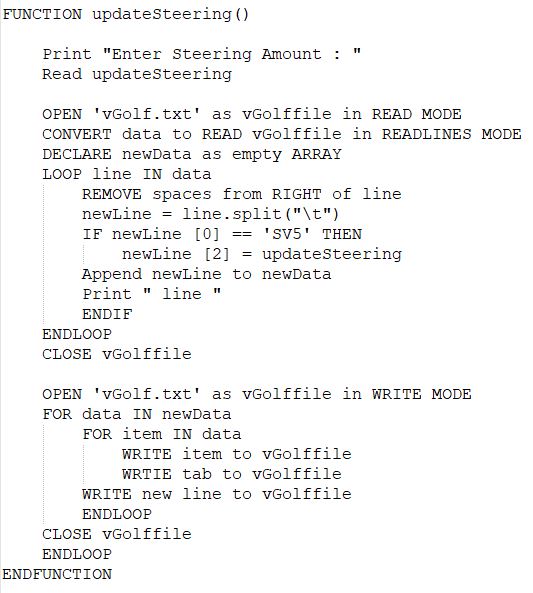 FUNCTION updateSteering()
Print "Enter Steering Amount : "
Read updateSteering
OPEN 'vGolf.txt' as vGolffile in READ MODE
CONVERT data to READ vGolffile in READLINES MODE
DECLARE newData as empty ARRAY
LOOP line IN data
REMOVE spaces from RIGHT of line
newLine = line.split("\t")
IF newLine [0] == 'SV5' THEN
newLine [2] = updateSteering
Append newLine to newData
Print " line "
ENDIF
ENDLOOP
CLOSE vGolffile
OPEN 'vGolf.txt' as vGolffile in WRITE MODE
FOR data IN newData
FOR item IN data
WRITE item to vGolffile
WRTIE tab to vGolffile
WRITE new line to vGolffile
ENDLOOP
CLOSE vGolffile
ENDLOOP
ENDFUNCTION